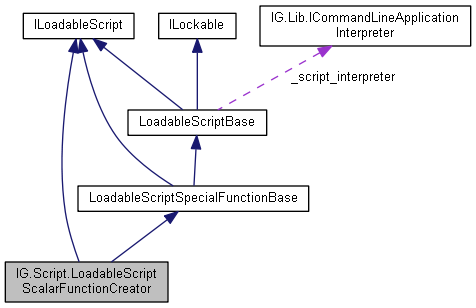 ILoadableScript
ILockable
IG.Lib.ICommandLineApplication
Interpreter
_script_interpreter
LoadableScriptBase
LoadableScriptSpecialFunctionBase
IG.Script.LoadableScript
ScalarFunctionCreator